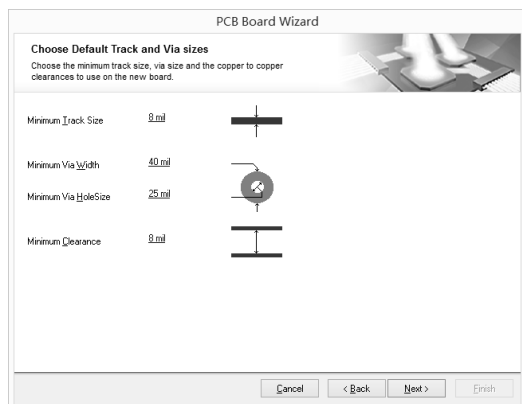 PCB Board Wizard
Choose Default Track and Via sizes
Choose the minimum track size, via size and the copper to copper
clearances to use on the new board.
Minimum Track Size 8 mil
Minimum Via Width 40 mil
Minimum Via HoleSize 25 mil
Minimum Clearance 8 mil
Cancel < Back Next > Finish